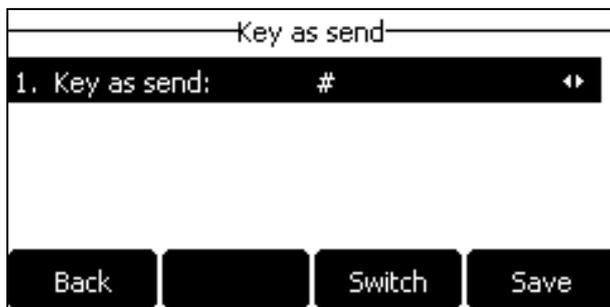 Key as send
1. Key as send: #
Back Switch Save